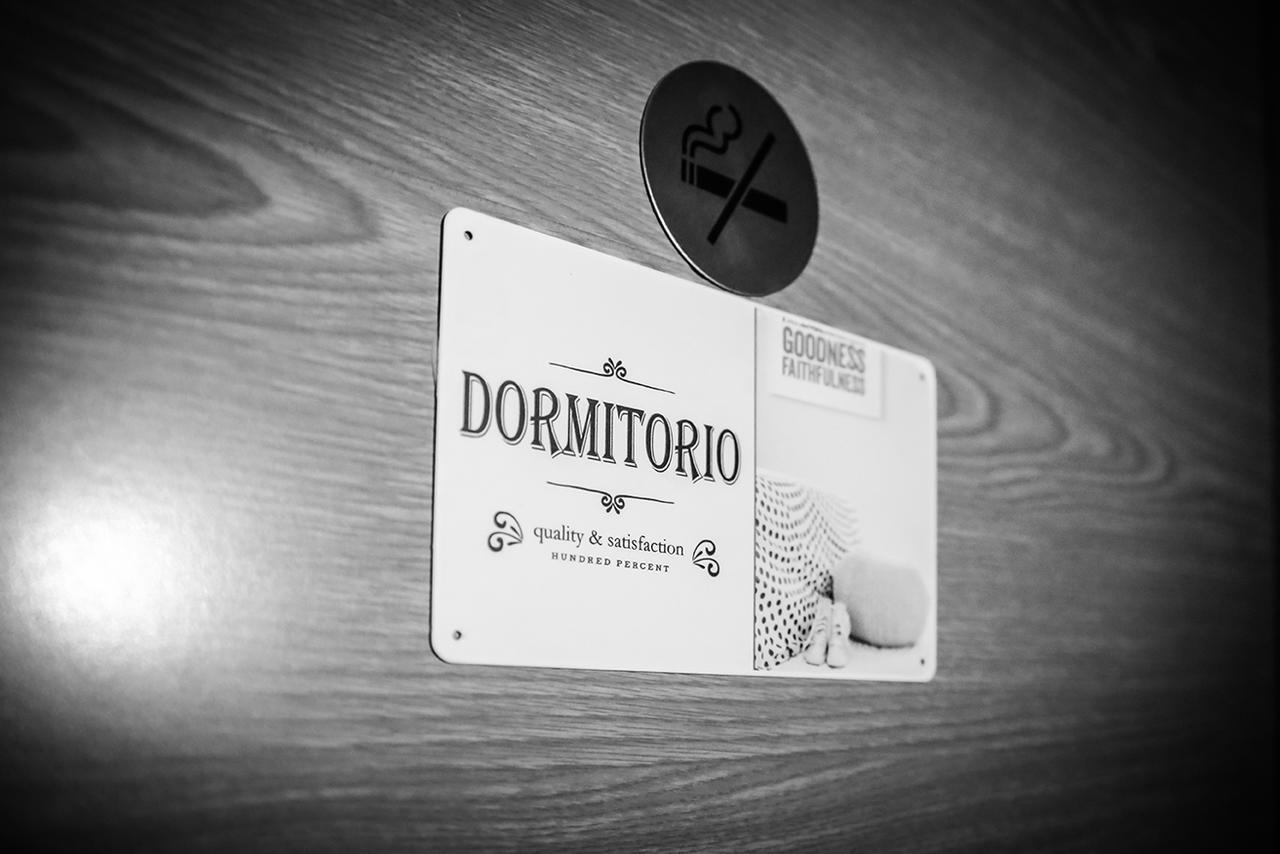 DORMITORIO
quality & satisfaction
HUNDRED PERCENT
GOODNESS
FAITHFULNESS